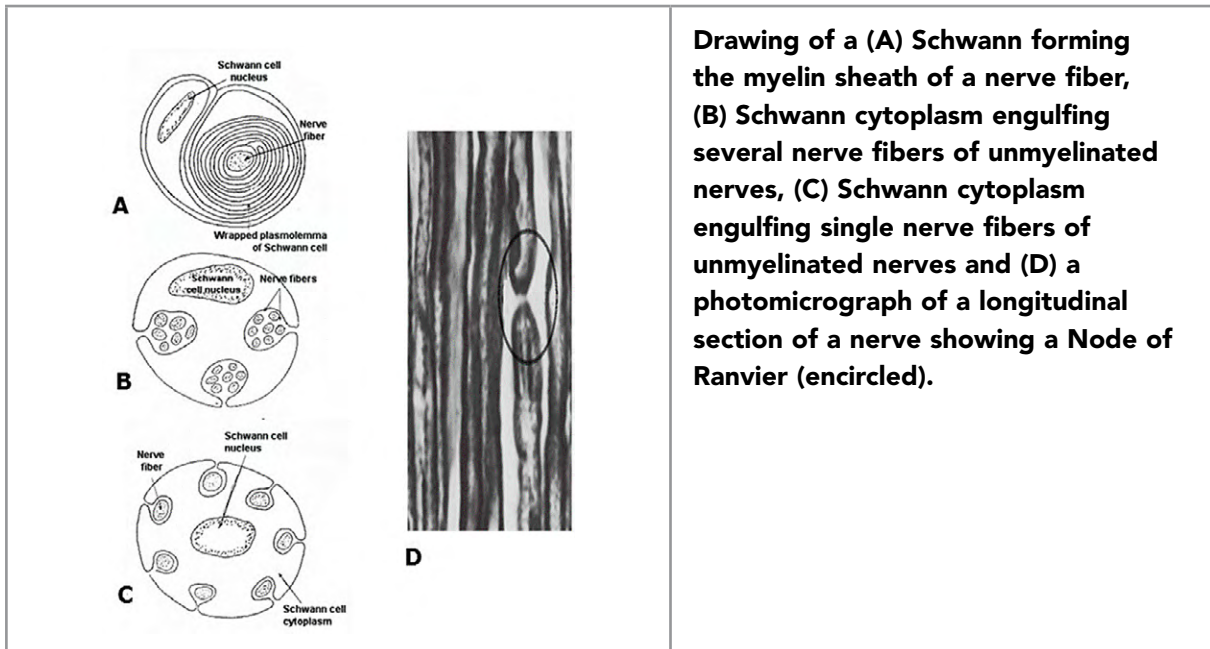 Schwann cell
nucleus
Nerve
fiber
A
Wrapped plasmolemma
of Schwann cell
Schwann
cell nucleus
Nerve fibers
B
Schwann cell
nucleus
Nerve
fiber
C
Schwann cell
cytoplasm
D
Drawing of a (A) Schwann forming
the myelin sheath of a nerve fiber,
(B) Schwann cytoplasm engulfing
several nerve fibers of unmyelinated
nerves, (C) Schwann cytoplasm
engulfing single nerve fibers of
unmyelinated nerves and (D) a
photomicrograph of a longitudinal
section of a nerve showing a Node of
Ranvier (encircled).